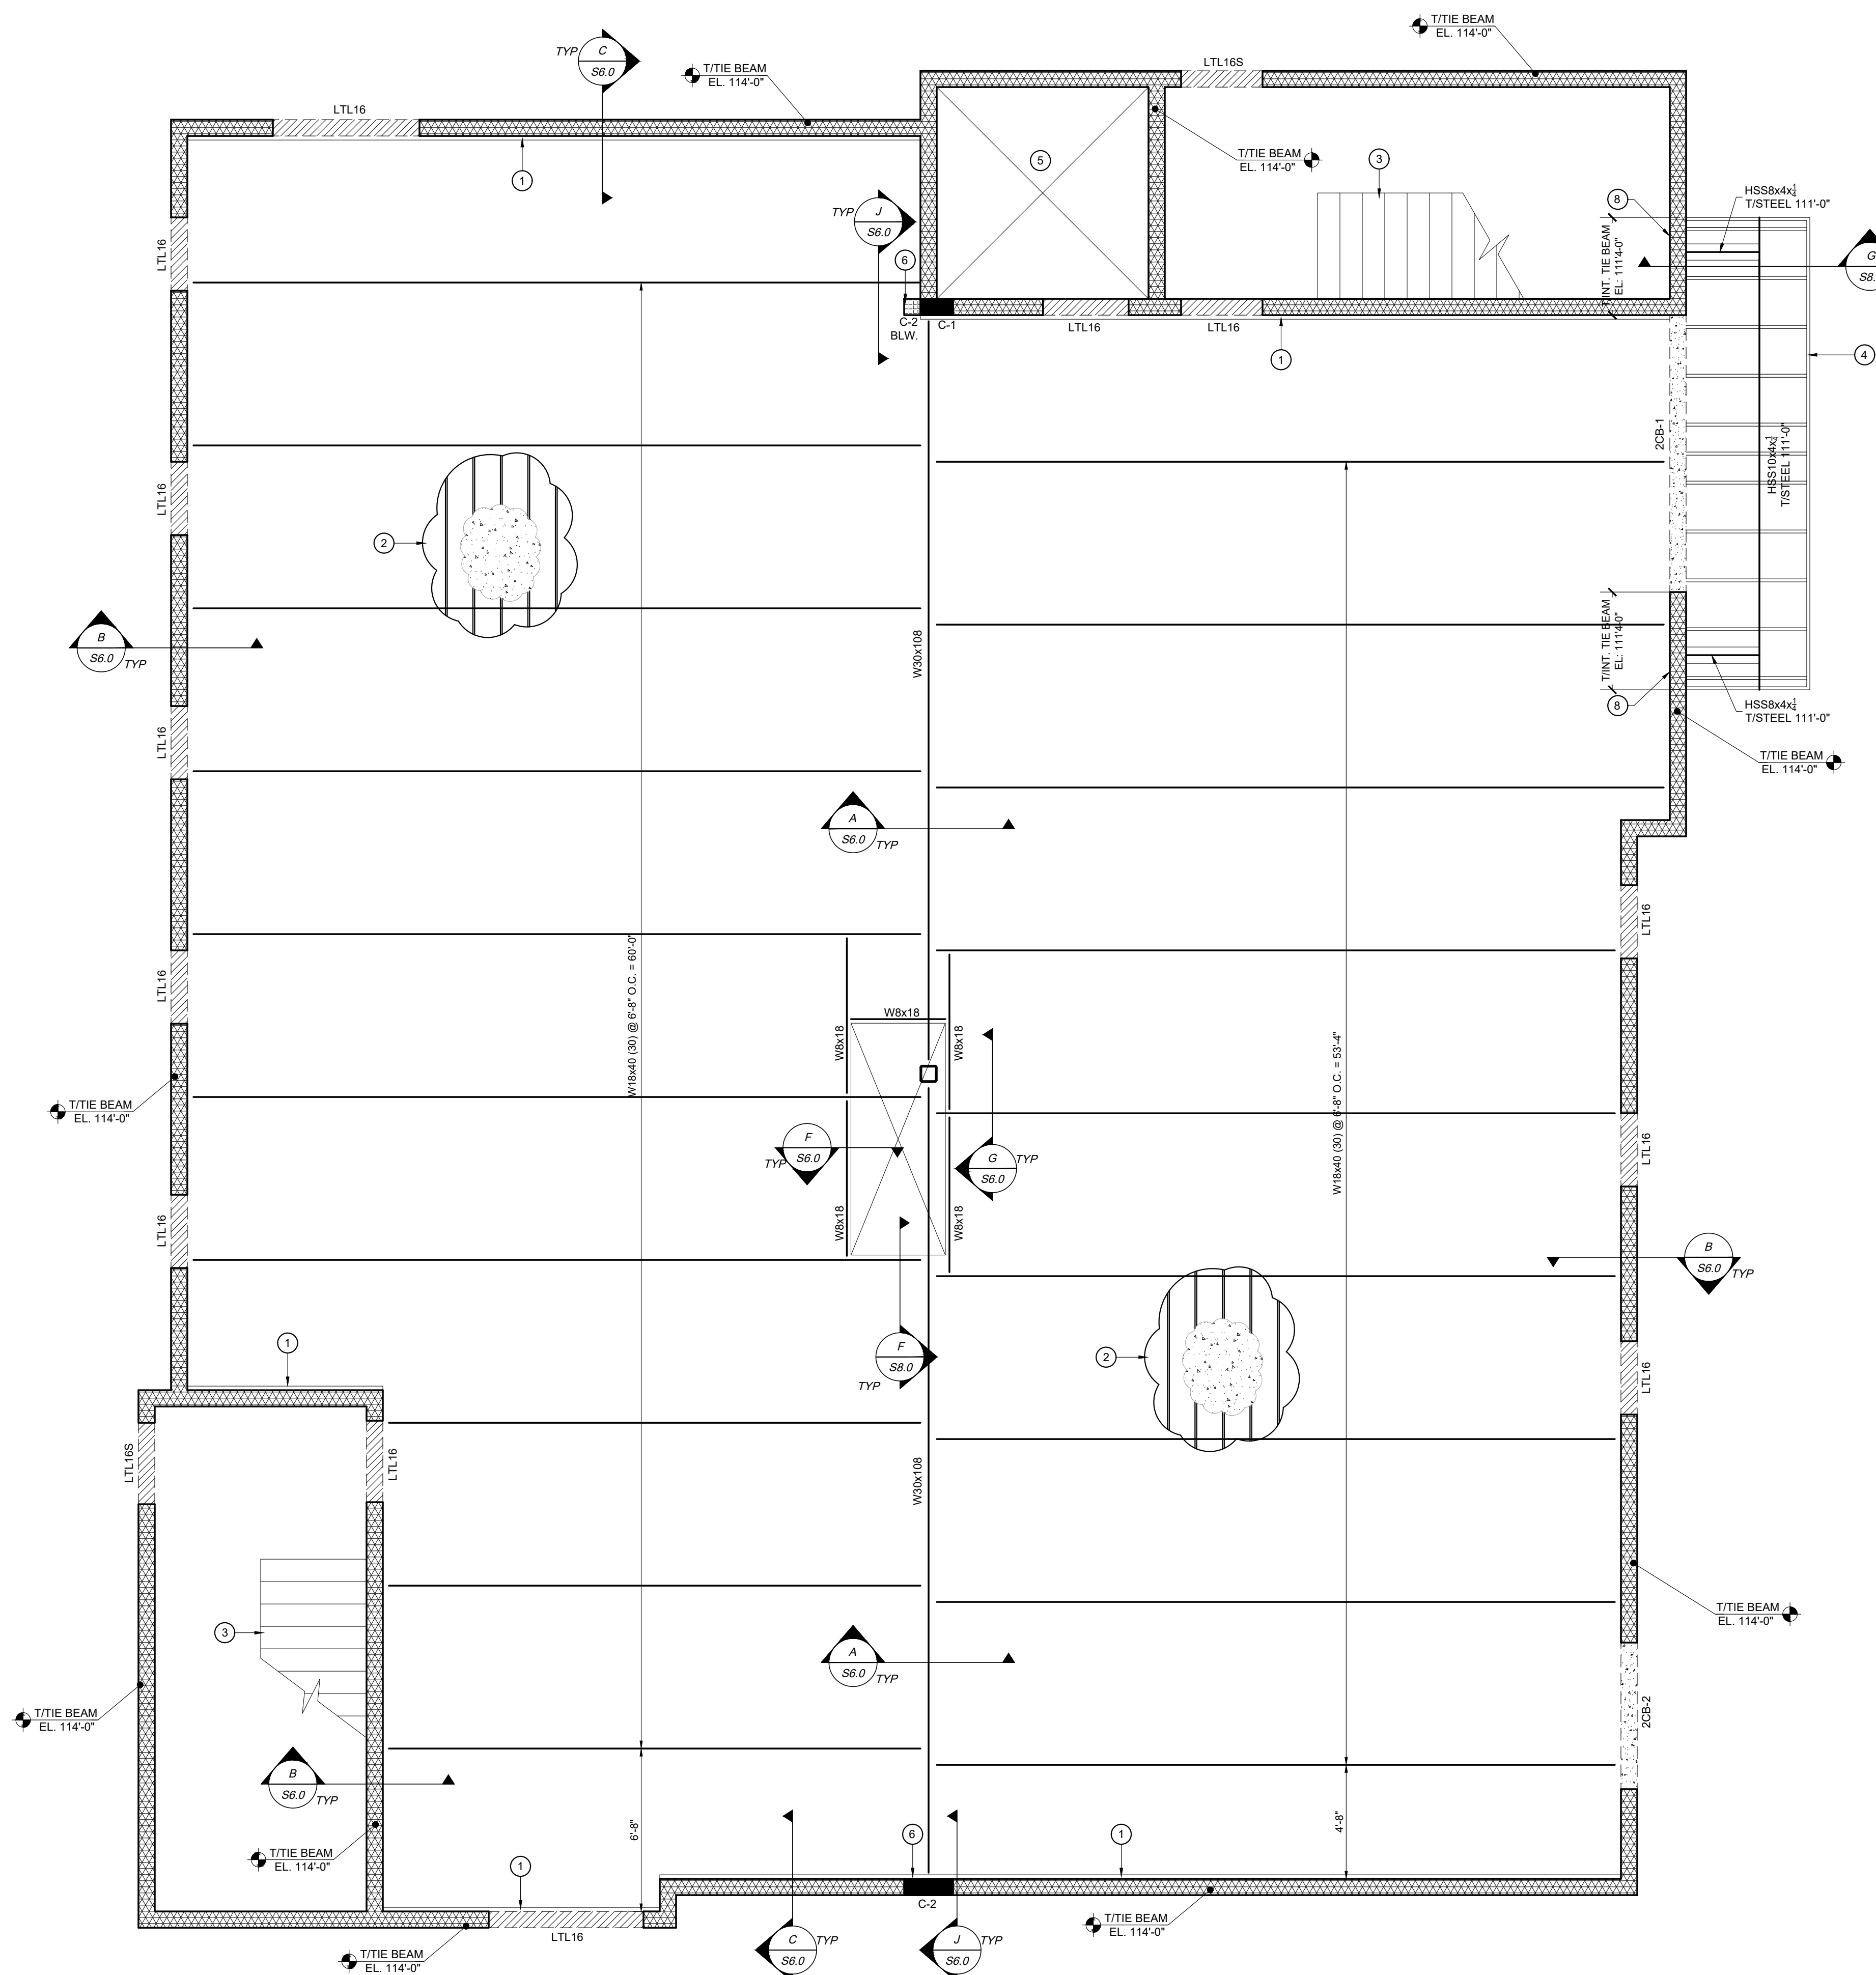 T/TIE BEAM
EL. 114'-0"
TYP
C
S6.0
T/TIE BEAM
EL. 114'-0"
LTL16S
LTL16
T/TIE BEAM
EL. 114'-0"
5
3
1
8
HSS8x4x1/4
T/STEEL 111'-0"
TYP
J
S6.0
LTL16
T/INT. TIE BEAM
EL: 111'4-0"
G
S8.
6
C-2
BLW.
C-1
LTL16
LTL16
1
4
2CB-1
HSS10x4x1/4
T/STEEL 111'-0"
LTL16
2
B
S6.0
TYP
W30x108
T/INT. TIE BEAM
EL: 111'4-0"
8
HSS8x4x1/4
T/STEEL 111'-0"
LTL16
T/TIE BEAM
EL. 114'-0"
A
S6.0
TYP
LTL16
LTL16
W18x40 (30) @ 6'-8" O.C. = 60'-0"
W8x18
W8x18
W8x18
W18x40 (30) @ 6'-8" O.C. = 53'-4"
T/TIE BEAM
EL. 114'-0"
F
S6.0
TYP
G
S6.0
TYP
LTL16
LTL16
W8x18
W8x18
B
S6.0
TYP
1
F
S8.0
TYP
2
LTL16
LTL16S
LTL16
W30x108
3
T/TIE BEAM
EL. 114'-0"
A
S6.0
TYP
T/TIE BEAM
EL. 114'-0"
2CB-2
B
S6.0
TYP
6'-8"
4'-8"
T/TIE BEAM
EL. 114'-0"
1
6
1
C-2
T/TIE BEAM
EL. 114'-0"
LTL16
C
S6.0
TYP
J
S6.0
TYP
T/TIE BEAM
EL. 114'-0"